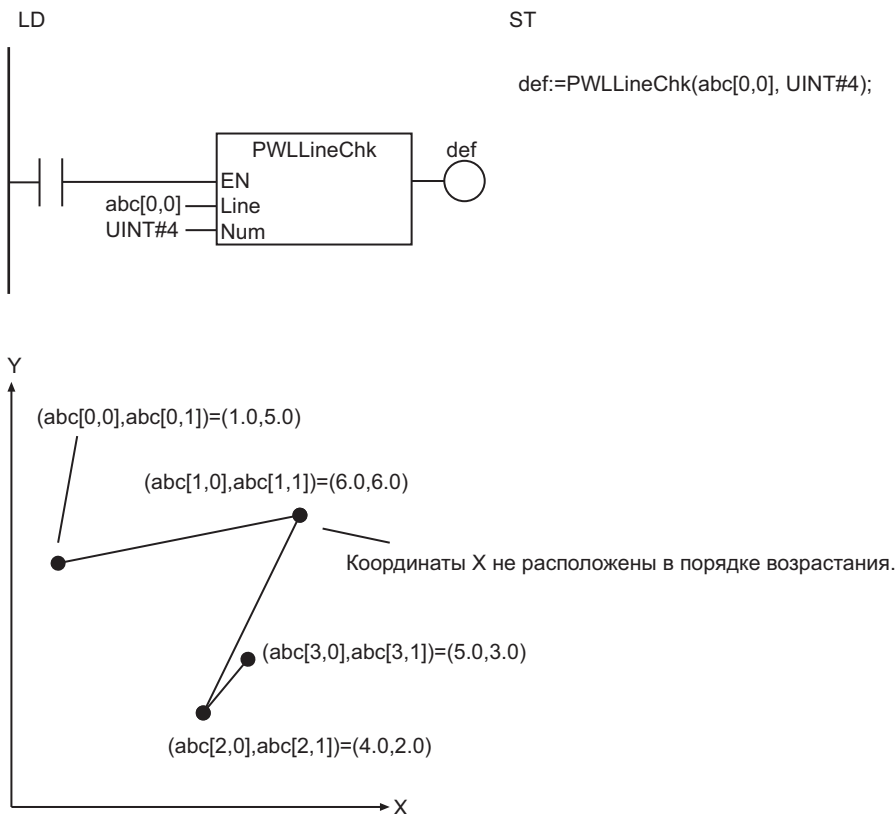 LD
ST
def:=PWLLineChk(abc[0,0], UINT#4);
PWLLineChk
def
EN
abc[0,0]
Line
UINT#4
Num
Y
(abc[0,0],abc[0,1])=(1.0,5.0)
(abc[1,0],abc[1,1])=(6.0,6.0)
Координаты X не расположены в порядке возрастания.
(abc[3,0],abc[3,1])=(5.0,3.0)
(abc[2,0],abc[2,1])=(4.0,2.0)
X